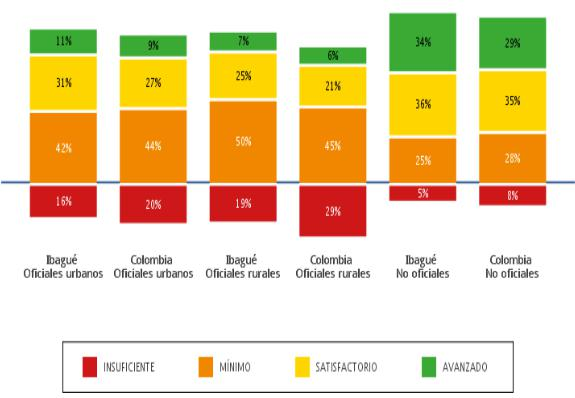 11% 9% 7% 6% 34% 29%
31% 27% 25% 21% 36% 35%
42% 44% 50% 45% 25% 28%
16% 20% 19% 29% 5% 8%
Ibagué Colombia Ibagué Colombia Ibagué Colombia
Oficiales urbanos Oficiales urbanos Oficiales rurales Oficiales rurales No oficiales No oficiales
INSUFICIENTE MÍNIMO SATISFACTORIO AVANZADO